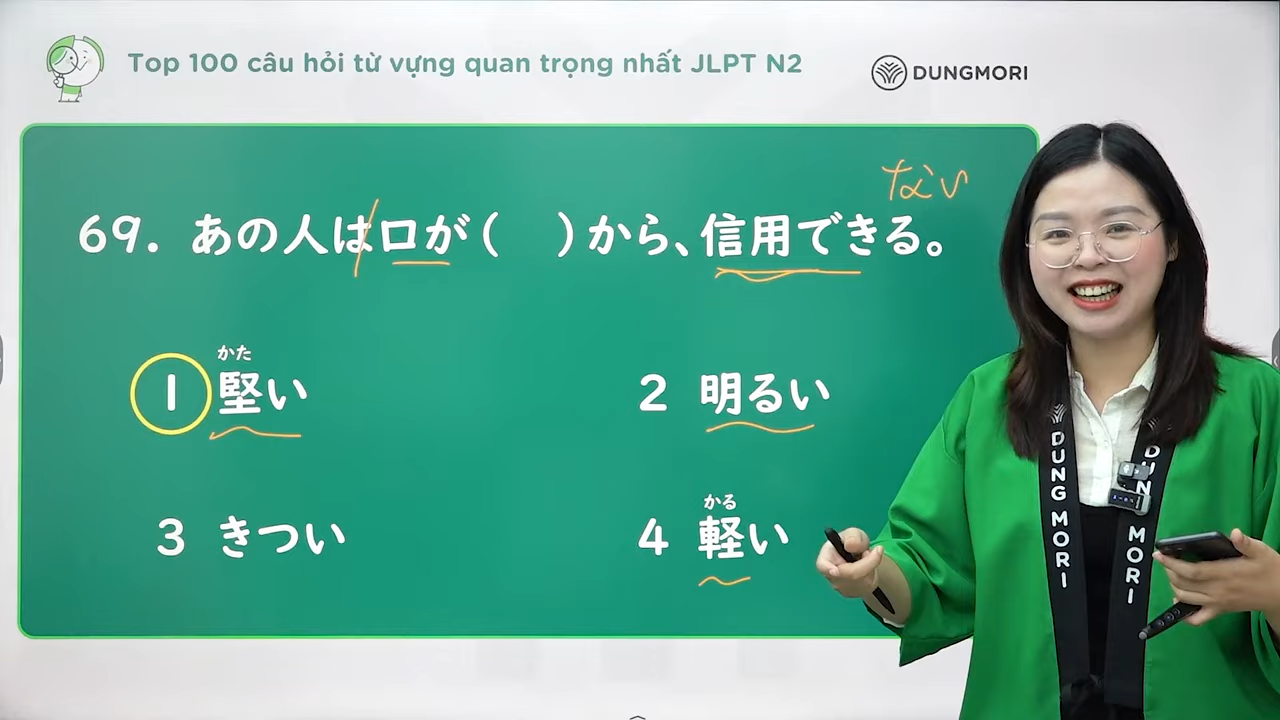 Top 100 câu hỏi từ vựng quan trọng nhất JLPT N2
DUNGMORI
ない
69. あの人は口が( )から、信用できる。
かた
1 堅い
2 明るい
3 きつい
かる
4 軽い
DUNG MORI
DUNG MORI